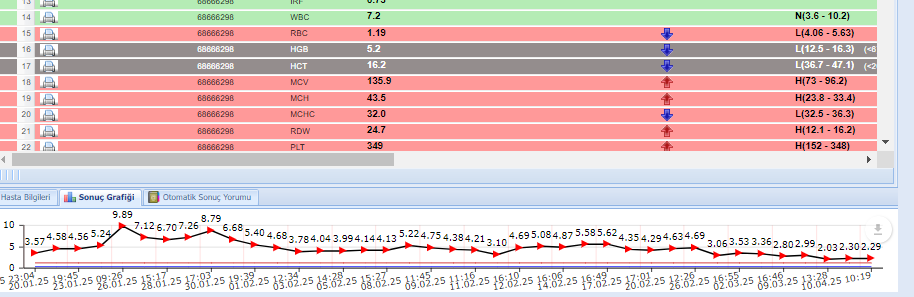 13 IRF 0.73
14 68666298 WBC 7.2 N(3.6 - 10.2)
15 68666298 RBC 1.19 L(4.06 - 5.63)
16 68666298 HGB 5.2 L(12.5 - 16.3) (<6
17 68666298 HCT 16.2 L(36.7 - 47.1) (<2
18 68666298 MCV 135.9 H(73 - 96.2)
19 68666298 MCH 43.5 H(23.8 - 33.4)
20 68666298 MCHC 32.0 L(32.5 - 36.3)
21 68666298 RDW 24.7 H(12.1 - 16.2)
22 68666298 PLT 349 H(152 - 348)
Hasta Bilgileri Sonuç Grafiği Otomatik Sonuç Yorumu
10
5
0
3.57 4.58 4.56 5.24 9.89 7.12 6.70 7.26 8.79 6.68 5.40 4.68 3.78 4.04 3.99 4.14 4.13 5.22 4.75 4.38 4.21 3.10 4.69 5.08 4.87 5.58 5.62 4.35 4.29 4.63 4.69 3.06 3.53 3.36 2.80 2.99 2.03 2.30 2.29
23:04 19:45 09:26 15:17 17:03 19:39 12:34 14:28 15:27 16:45 11:16 16:10 14:06 16:49 17:01 12:26 16:55 16:46 13:28 10:19
20.01.25 23.01.25 26.01.25 28.01.25 30.01.25 01.02.25 03.02.25 05.02.25 08.02.25 09.02.25 11.02.25 12.02.25 14.02.25 17.02.25 20.02.25 26.02.25 02.03.25 09.03.25 10.04.25